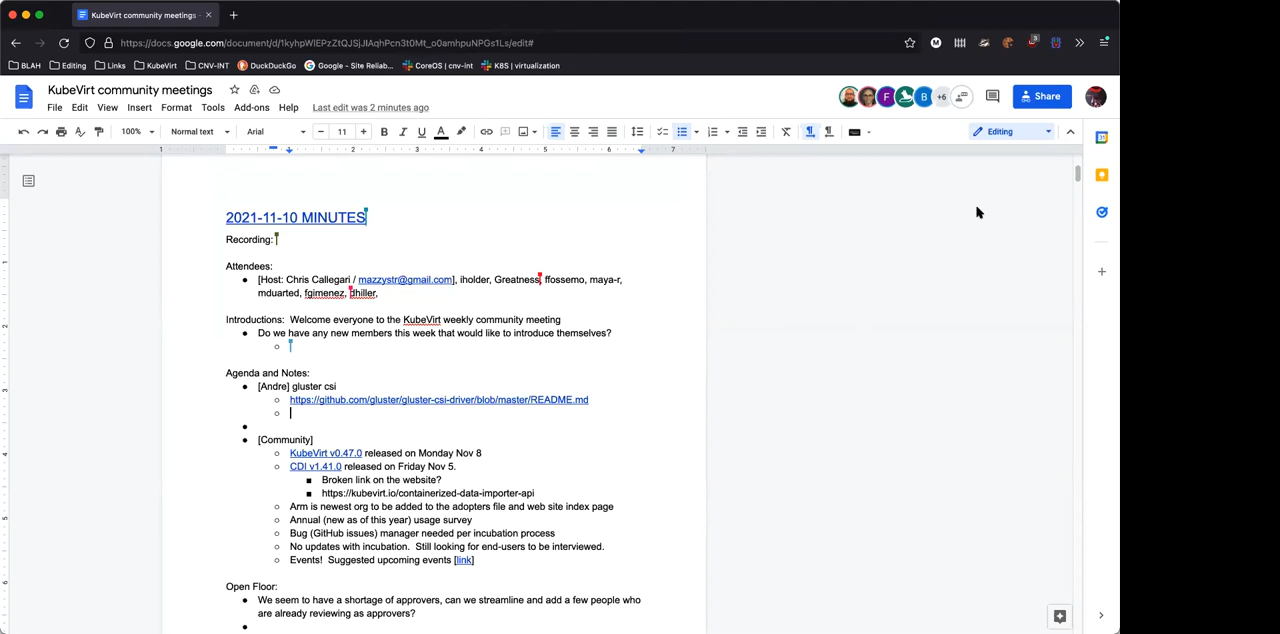 KubeVirt community meetings -
https://docs.google.com/document/d/1kyhpWlEPzZtQJSjJIAqhPcn3t0Mt_o0amhpuNPGs1Ls/edit#
BLAH Editing Links KubeVirt CNV-INT DuckDuckGo Google - Site Reliab... CoreOS | cnv-int K8S | virtualization
KubeVirt community meetings
File Edit View Insert Format Tools Add-ons Help Last edit was 2 minutes ago
F B +6 Share
100% Normal text Arial 11 B I U A Editing
1 1 2 3 4 5 6 7
2021-11-10 MINUTES
Recording:
Attendees:
[Host: Chris Callegari / mazzystr@gmail.com], iholder, Greatness, ffossemo, maya-r,
mduarted, fgimenez, dhiller,
Introductions: Welcome everyone to the KubeVirt weekly community meeting
Do we have any new members this week that would like to introduce themselves?
Agenda and Notes:
[Andre] gluster csi
https://github.com/gluster/gluster-csi-driver/blob/master/README.md
[Community]
KubeVirt v0.47.0 released on Monday Nov 8
CDI v1.41.0 released on Friday Nov 5.
Broken link on the website?
https://kubevirt.io/containerized-data-importer-api
Arm is newest org to be added to the adopters file and web site index page
Annual (new as of this year) usage survey
Bug (GitHub issues) manager needed per incubation process
No updates with incubation. Still looking for end-users to be interviewed.
Events! Suggested upcoming events [link]
Open Floor:
We seem to have a shortage of approvers, can we streamline and add a few people who
are already reviewing as approvers?